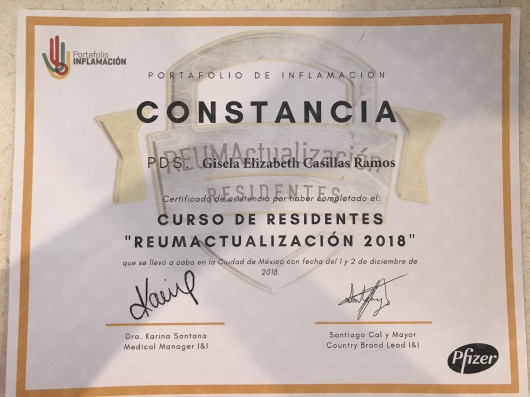 Portafolio
INFLAMACIÓN
PORTAFOLIO DE INFLAMACIÓN
CONSTANCIA
REUMActualización
RESIDENTES
PDS. Gisela Elizabeth Casillas Ramos
Certificado de asistencia por haber completado el:
CURSO DE RESIDENTES
"REUMACTUALIZACIÓN 2018"
que se llevó a cabo en la Ciudad de México con fecha del 1 y 2 de diciembre de
2018.
Dra. Karina Santana
Medical Manager I&I
Santiago Cal y Mayor
Country Brand Lead I&I
Pfizer